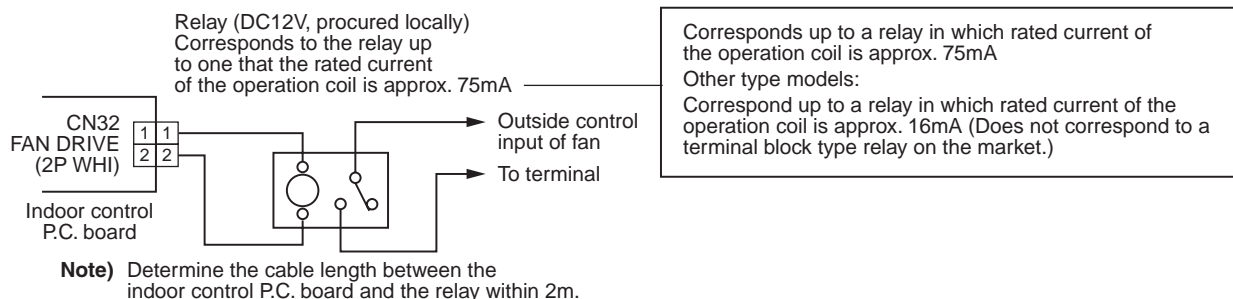 Relay (DC12V, procured locally)
Corresponds to the relay up
to one that the rated current
of the operation coil is approx. 75mA
Corresponds up to a relay in which rated current of
the operation coil is approx. 75mA
Other type models:
Correspond up to a relay in which rated current of the
operation coil is approx. 16mA (Does not correspond to a
terminal block type relay on the market.)
CN32
FAN DRIVE
(2P WHI)
1 1
2 2
Outside control
input of fan
To terminal
Indoor control
P.C. board
Note) Determine the cable length between the
indoor control P.C. board and the relay within 2m.